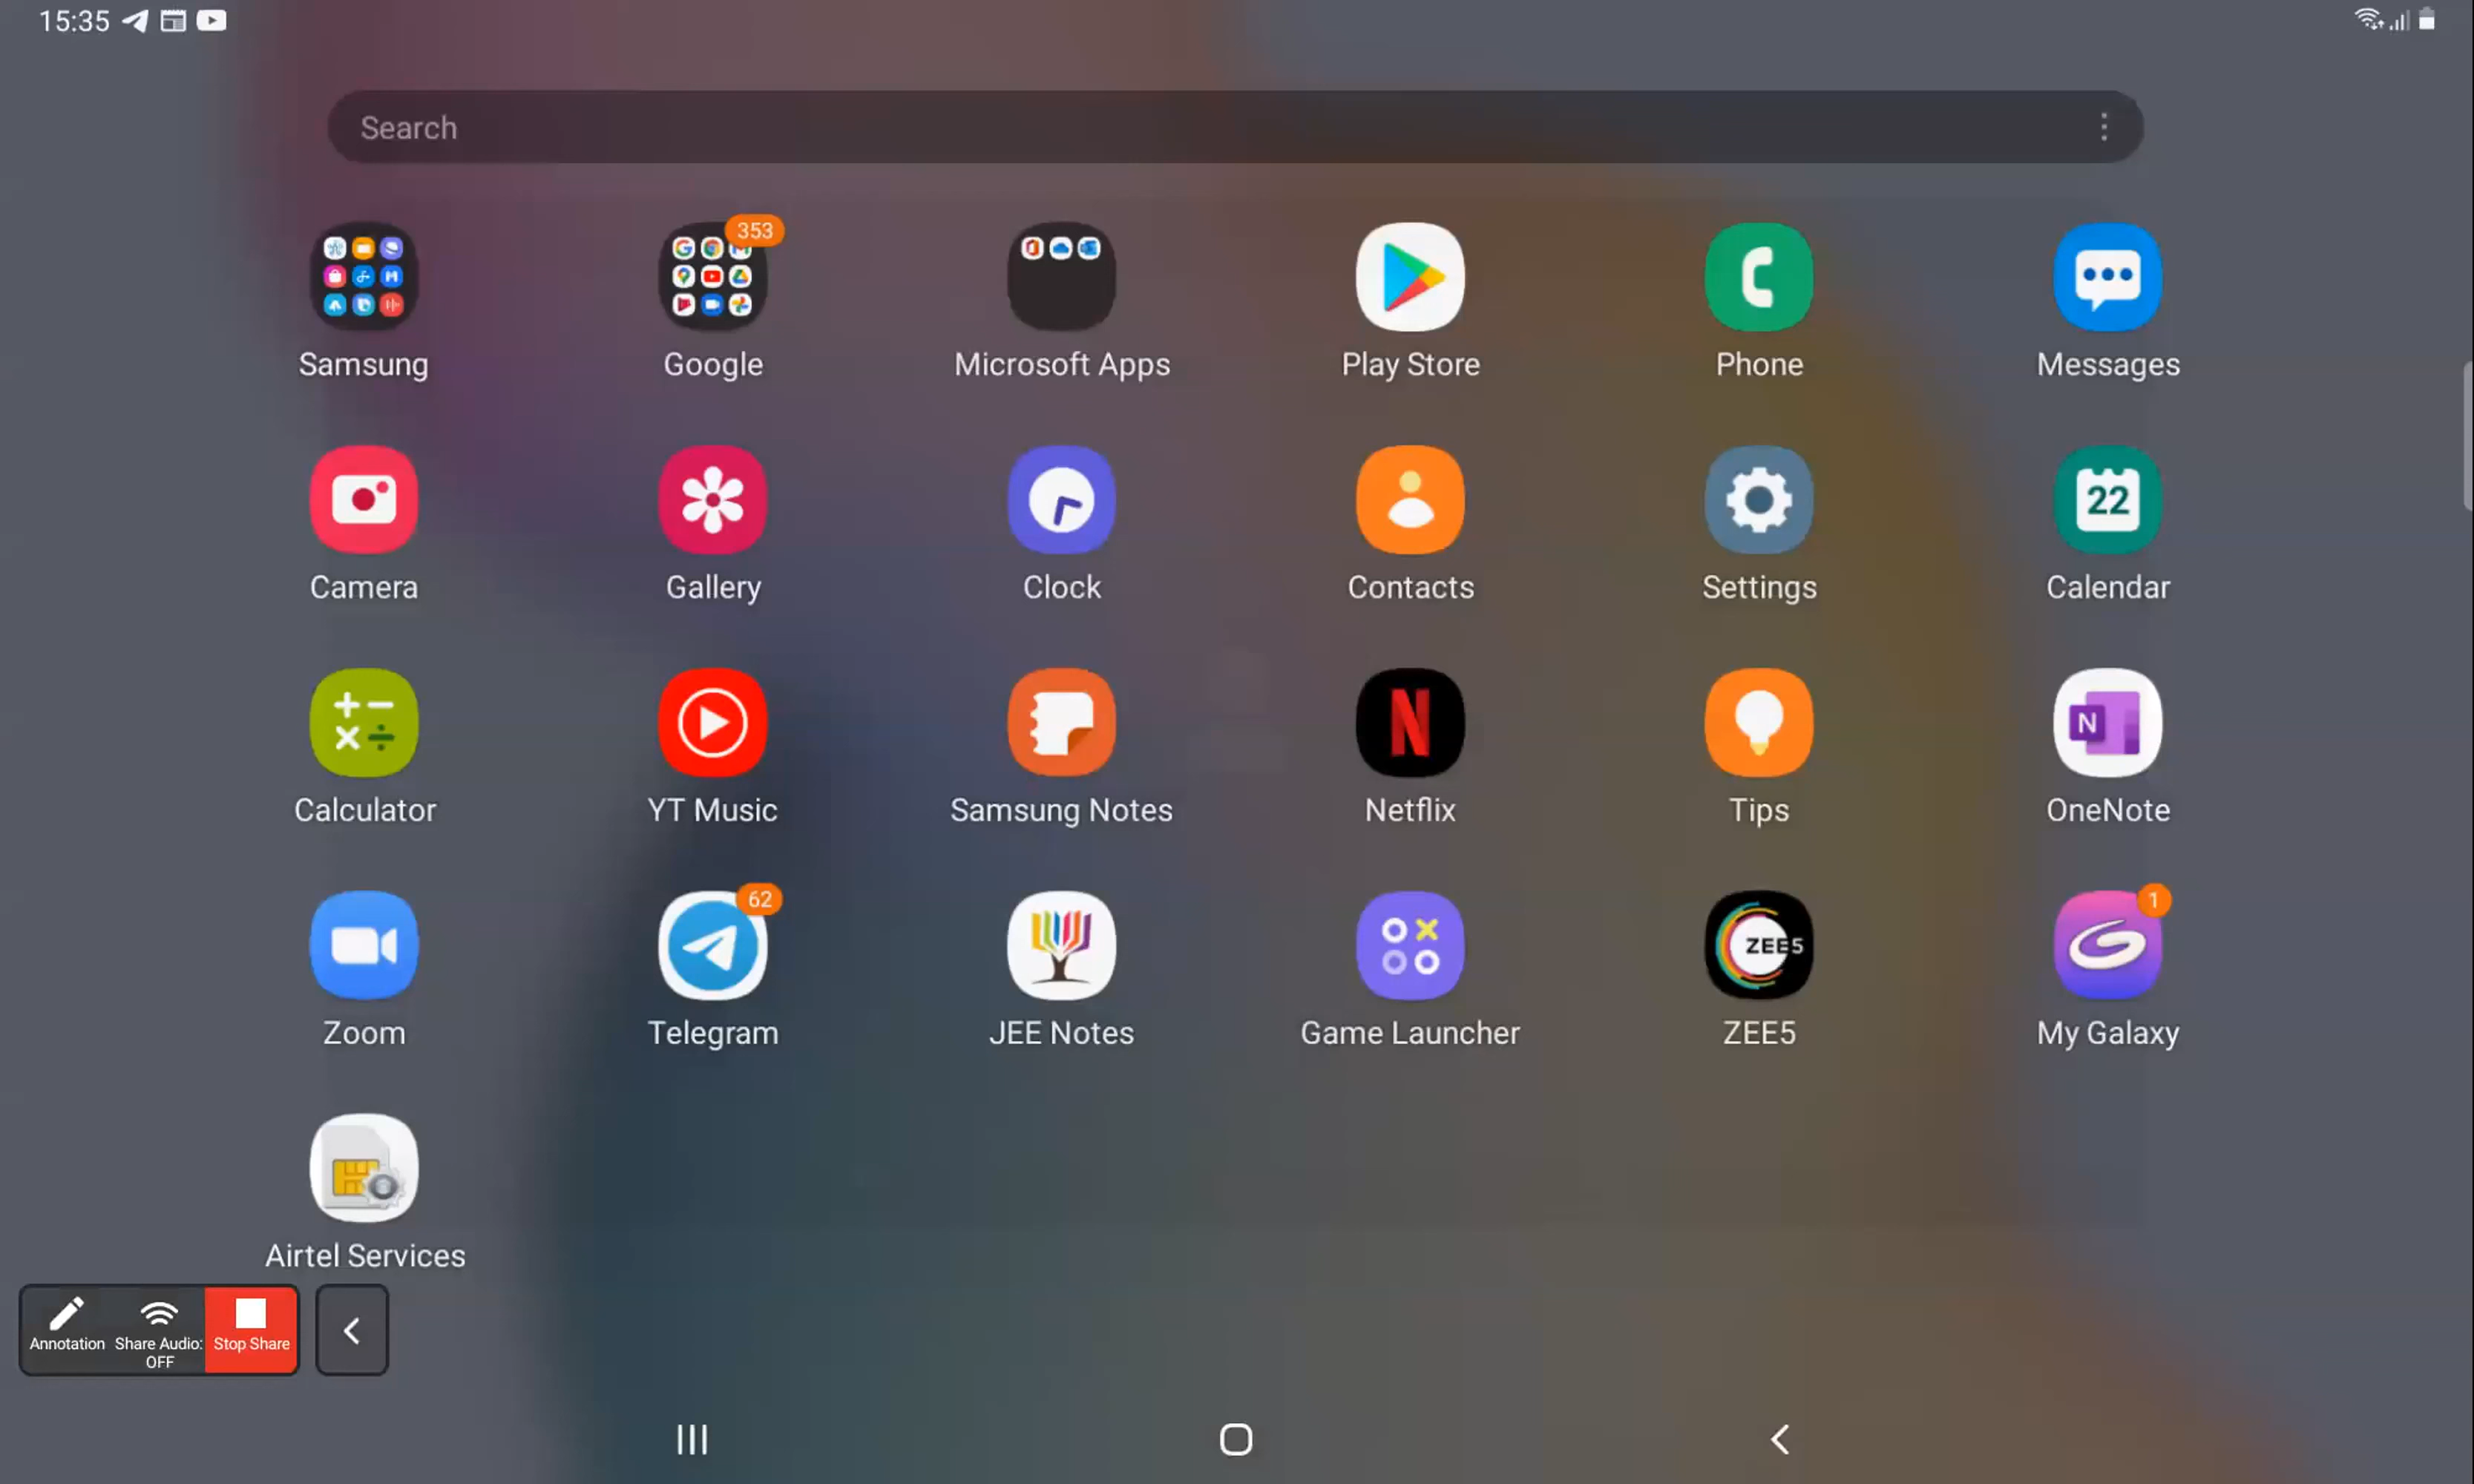 15:35
Search
353
Samsung
Google
Microsoft Apps
Play Store
Phone
Messages
22
Camera
Gallery
Clock
Contacts
Settings
Calendar
N
N
Calculator
YT Music
Samsung Notes
Netflix
Tips
OneNote
62
ZEE5
1
Zoom
Telegram
JEE Notes
Game Launcher
ZEE5
My Galaxy
Airtel Services
Annotation
Share Audio:
OFF
Stop Share